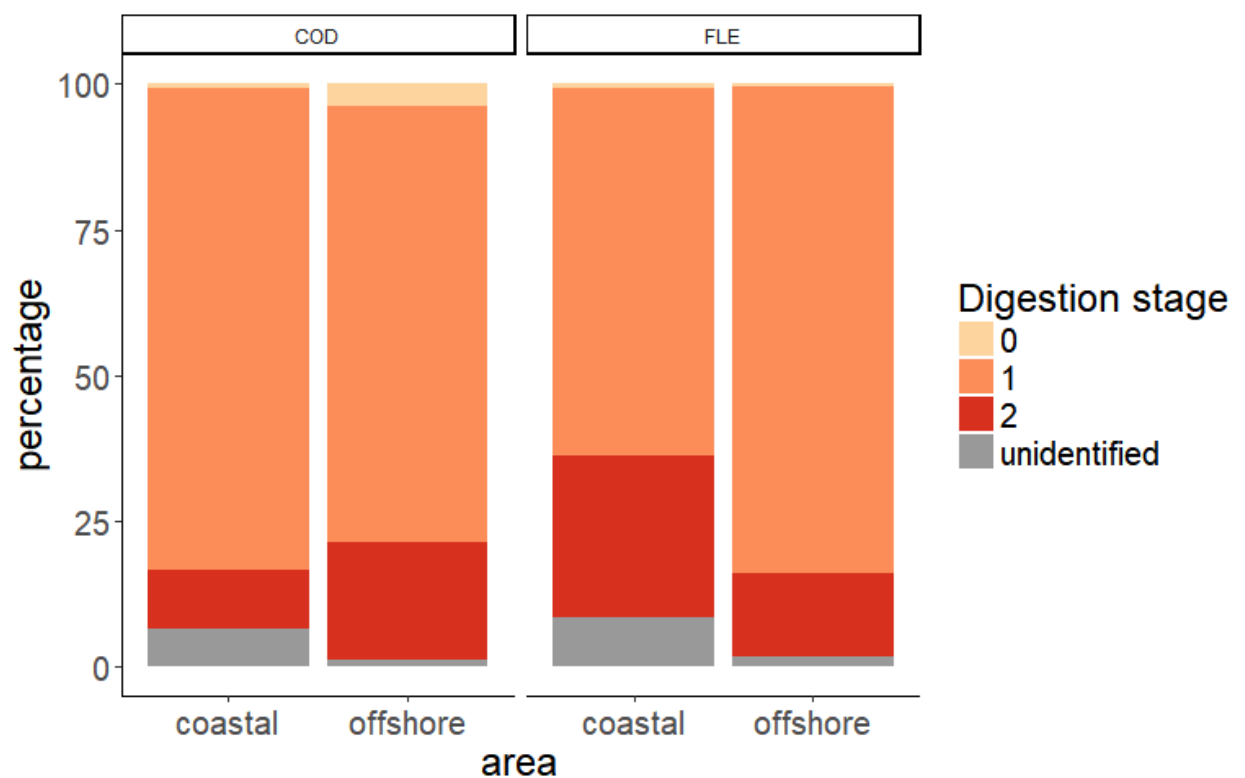 COD
FLE
100
75
50
25
0
percentage
coastal
offshore
coastal
offshore
area
Digestion stage
0
1
2
unidentified